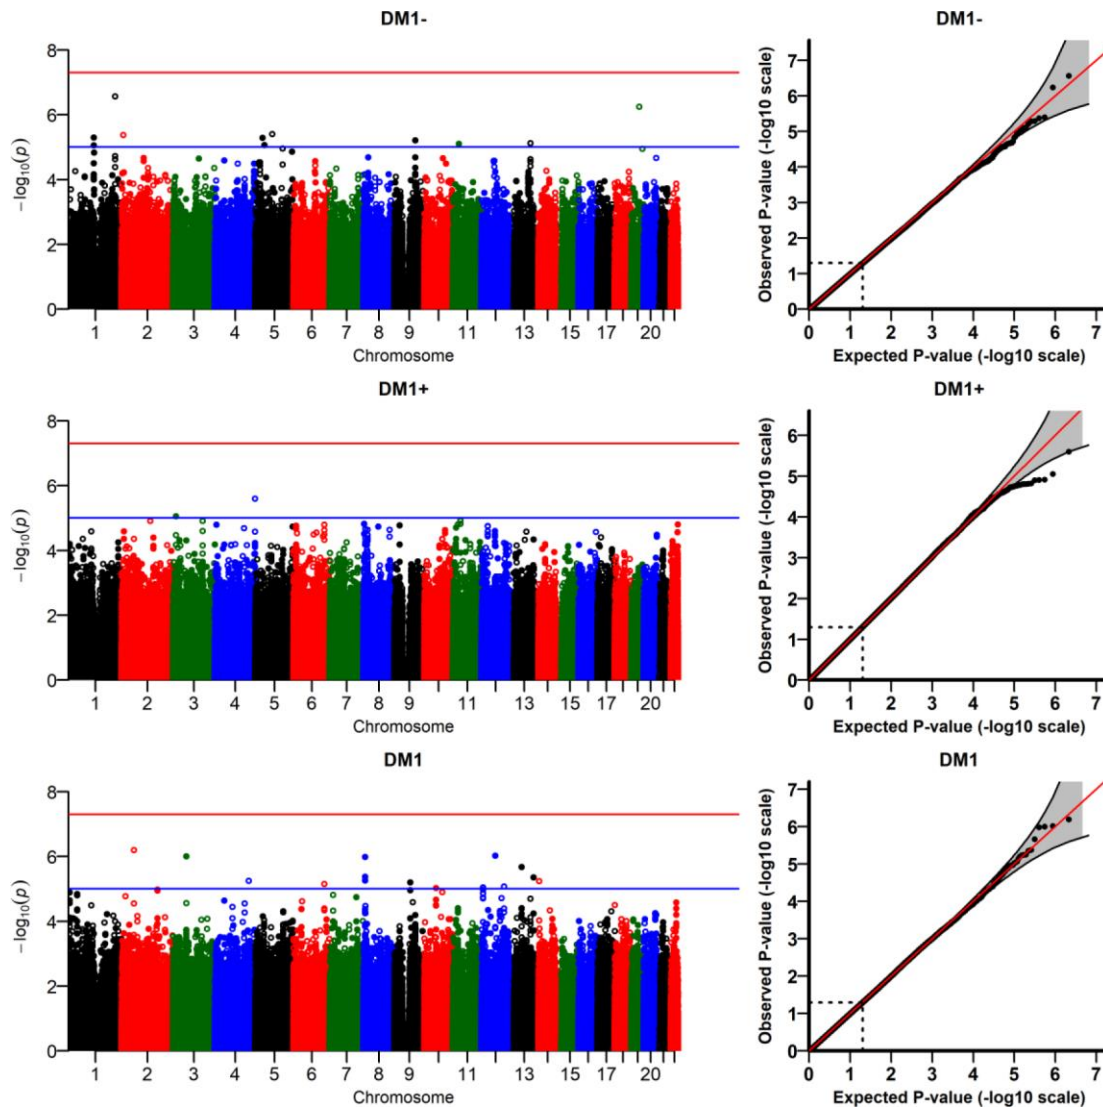 DM1-
8
6
4
2
0
−log10(p)
1 2 3 4 5 6 7 8 9 11 13 15 17 20
Chromosome
DM1-
7
6
5
4
3
2
1
0
Observed P-value (-log10 scale)
0 1 2 3 4 5 6 7
Expected P-value (-log10 scale)
DM1+
8
6
4
2
0
−log10(p)
1 2 3 4 5 6 7 8 9 11 13 15 17 20
Chromosome
DM1+
6
5
4
3
2
1
0
Observed P-value (-log10 scale)
0 1 2 3 4 5 6 7
Expected P-value (-log10 scale)
DM1
8
6
4
2
0
−log10(p)
1 2 3 4 5 6 7 8 9 11 13 15 17 20
Chromosome
DM1
7
6
5
4
3
2
1
0
Observed P-value (-log10 scale)
0 1 2 3 4 5 6 7
Expected P-value (-log10 scale)